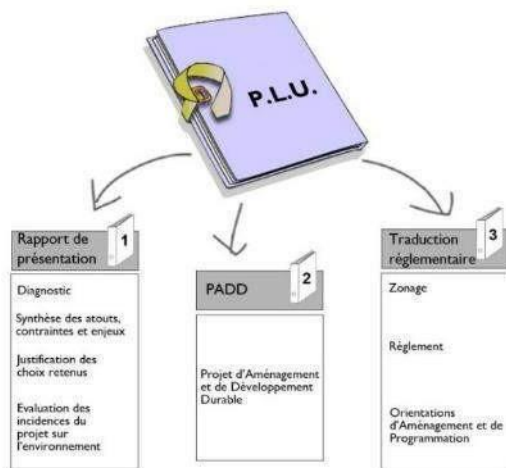 P.L.U.
Rapport de
présentation
1
Diagnostic
Synthèse des atouts,
contraintes et enjeux
Justification des
choix retenus
Evaluation des
incidences du
projet sur
l'environnement
PADD
2
Projet d'Aménagement
et de Développement
Durable
Traduction
réglementaire
3
Zonage
Règlement
Orientations
d'Aménagement et de
Programmation